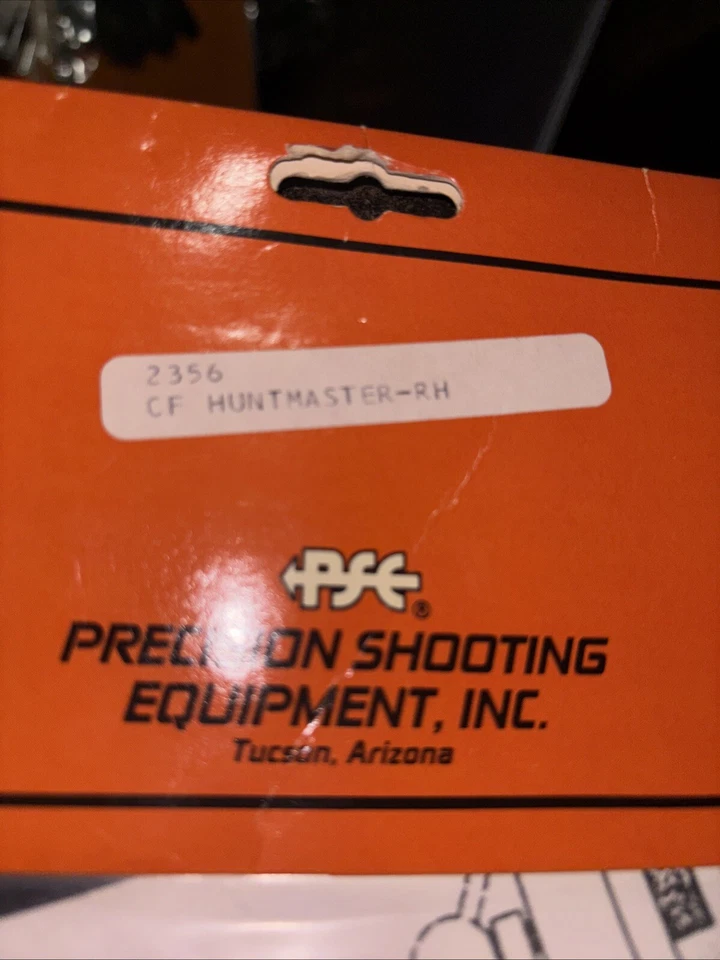 2356
CF HUNTMASTER-RH
PSE®
PRECISION SHOOTING
EQUIPMENT, INC.
Tucson, Arizona